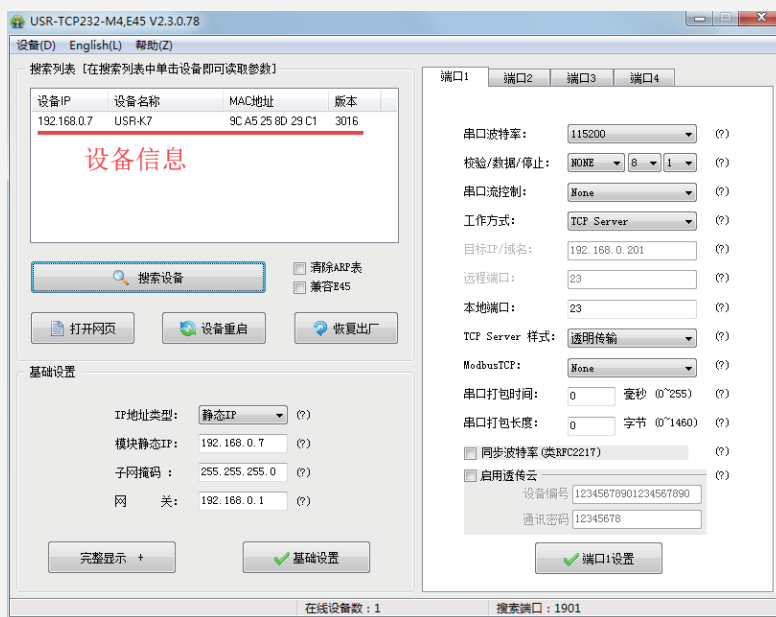 USR-TCP232-M4,E45 V2.3.0.78
设备(D) English(L) 帮助(Z)
搜索列表 [在搜索列表中单击设备即可读取参数]
设备IP 设备名称 MAC地址 版本
192.168.0.7 USR-K7 9C A5 25 8D 29 C1 3016
设备信息
搜索设备
清除ARP表
兼容E45
打开网页 设备重启 恢复出厂
基础设置
IP地址类型: 静态IP (?)
模块静态IP: 192.168.0.7 (?)
子网掩码 : 255.255.255.0 (?)
网 关: 192.168.0.1 (?)
完整显示 + 基础设置
端口1 端口2 端口3 端口4
串口波特率: 115200 (?)
校验/数据/停止: NONE 8 1 (?)
串口流控制: None (?)
工作方式: TCP Server (?)
目标IP/域名: 192.168.0.201 (?)
远程端口: 23 (?)
本地端口: 23 (?)
TCP Server 样式: 透明传输 (?)
ModbusTCP: None (?)
串口打包时间: 0 毫秒 (0~255) (?)
串口打包长度: 0 字节 (0~1460) (?)
同步波特率(类RFC2217) (?)
启用透传云 (?)
设备编号 12345678901234567890
通讯密码 12345678
端口1设置
在线设备数：1 搜索端口：1901